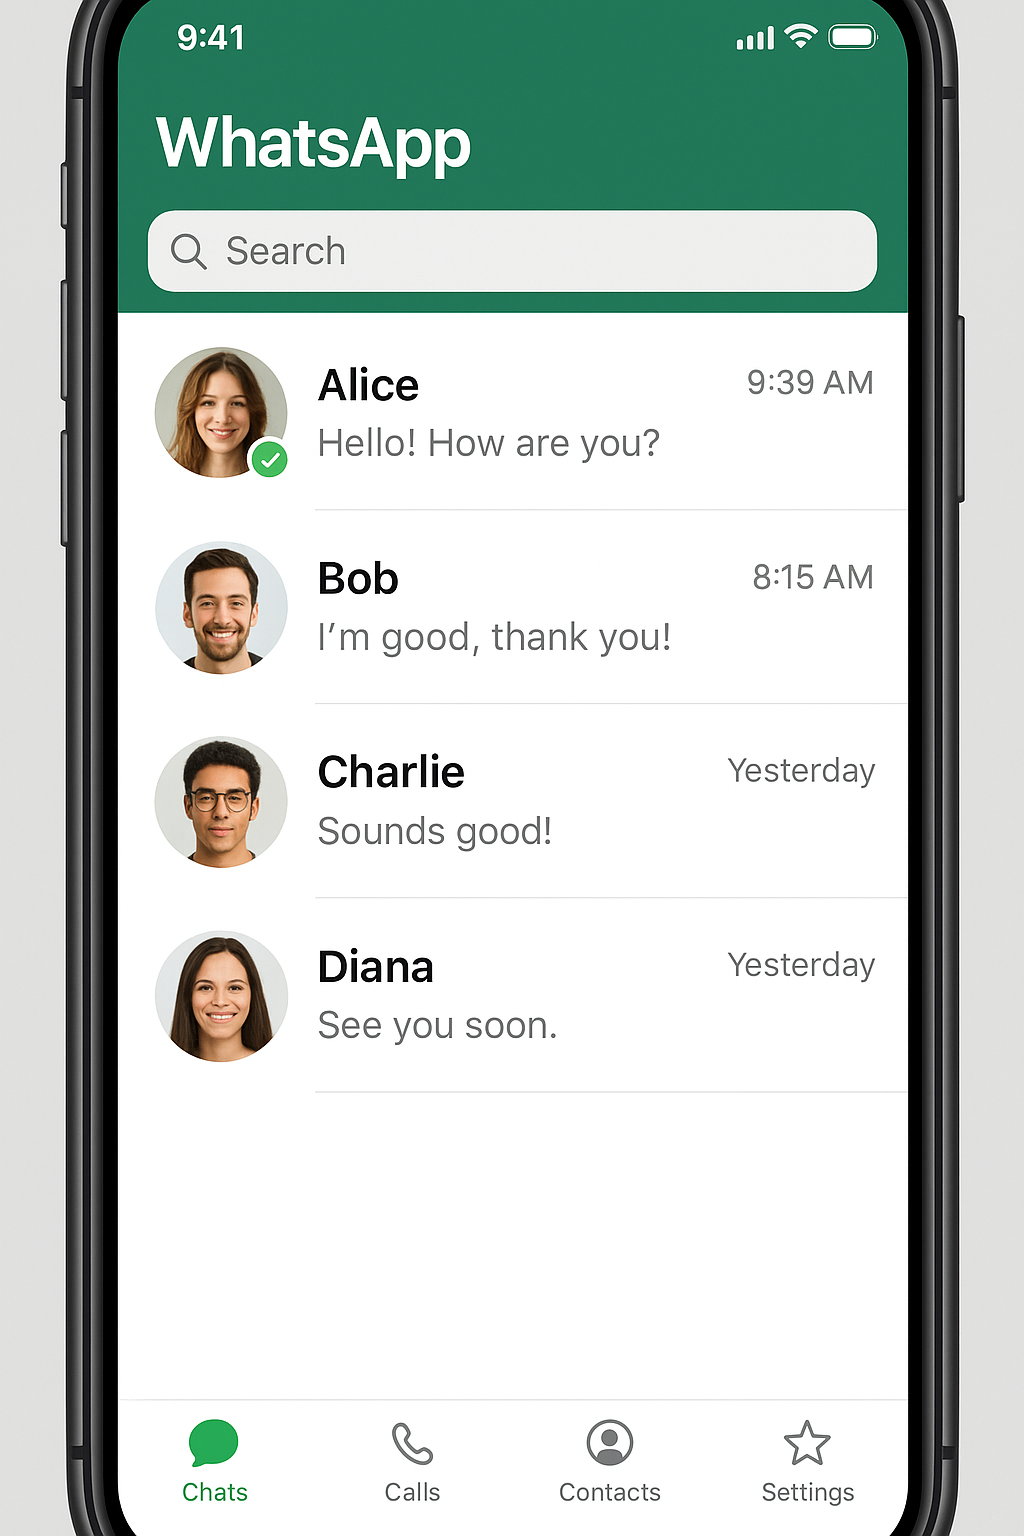 9:41
WhatsApp
Search
Alice 9:39 AM
Hello! How are you?
Bob 8:15 AM
I’m good, thank you!
Charlie Yesterday
Sounds good!
Diana Yesterday
See you soon.
Chats Calls Contacts Settings